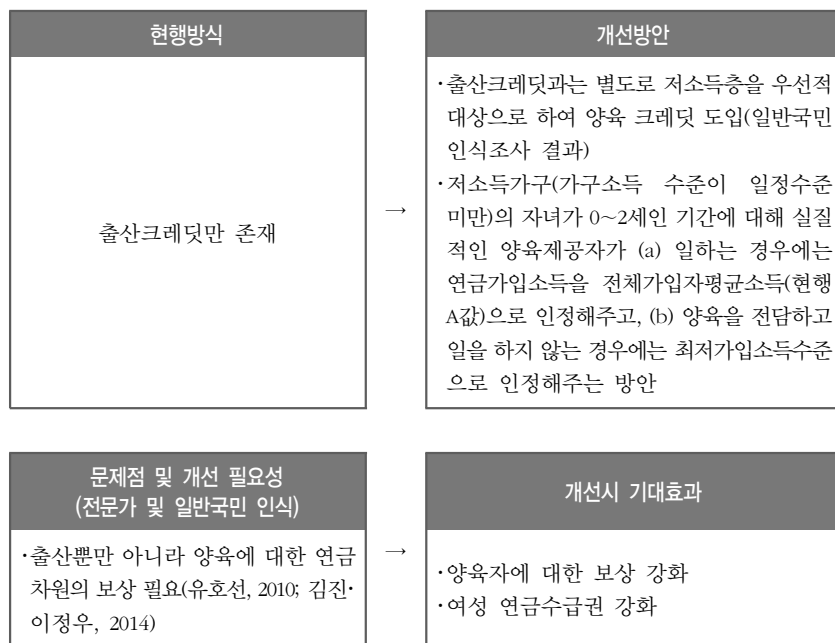 현행방식
출산크레딧만 존재
→
개선방안
·출산크레딧과는 별도로 저소득층을 우선적
대상으로 하여 양육 크레딧 도입(일반국민
인식조사 결과)
·저소득가구(가구소득 수준이 일정수준
미만)의 자녀가 0~2세인 기간에 대해 실질
적인 양육제공자가 (a) 일하는 경우에는
연금가입소득을 전체가입자평균소득(현행
A값)으로 인정해주고, (b) 양육을 전담하고
일을 하지 않는 경우에는 최저가입소득수준
으로 인정해주는 방안
문제점 및 개선 필요성
(전문가 및 일반국민 인식)
·출산뿐만 아니라 양육에 대한 연금
차원의 보상 필요(유호선, 2010; 김진·
이정우, 2014)
→
개선시 기대효과
·양육자에 대한 보상 강화
·여성 연금수급권 강화